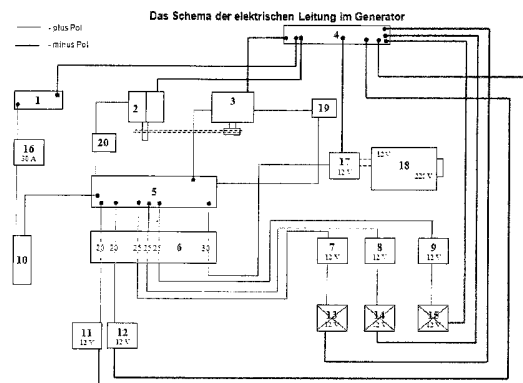 Das Schema der elektrischen Leitung im Generator
- plus Pol
- minus Pol
4
1
2
3
19
20
16
30 A
17
12 V
12 V
18
220 V
5
10
20 20 25 25 25 30
6
7
12 V
8
12 V
9
12 V
11
12 V
12
12 V
13
12 V
14
12 V
15
12 V